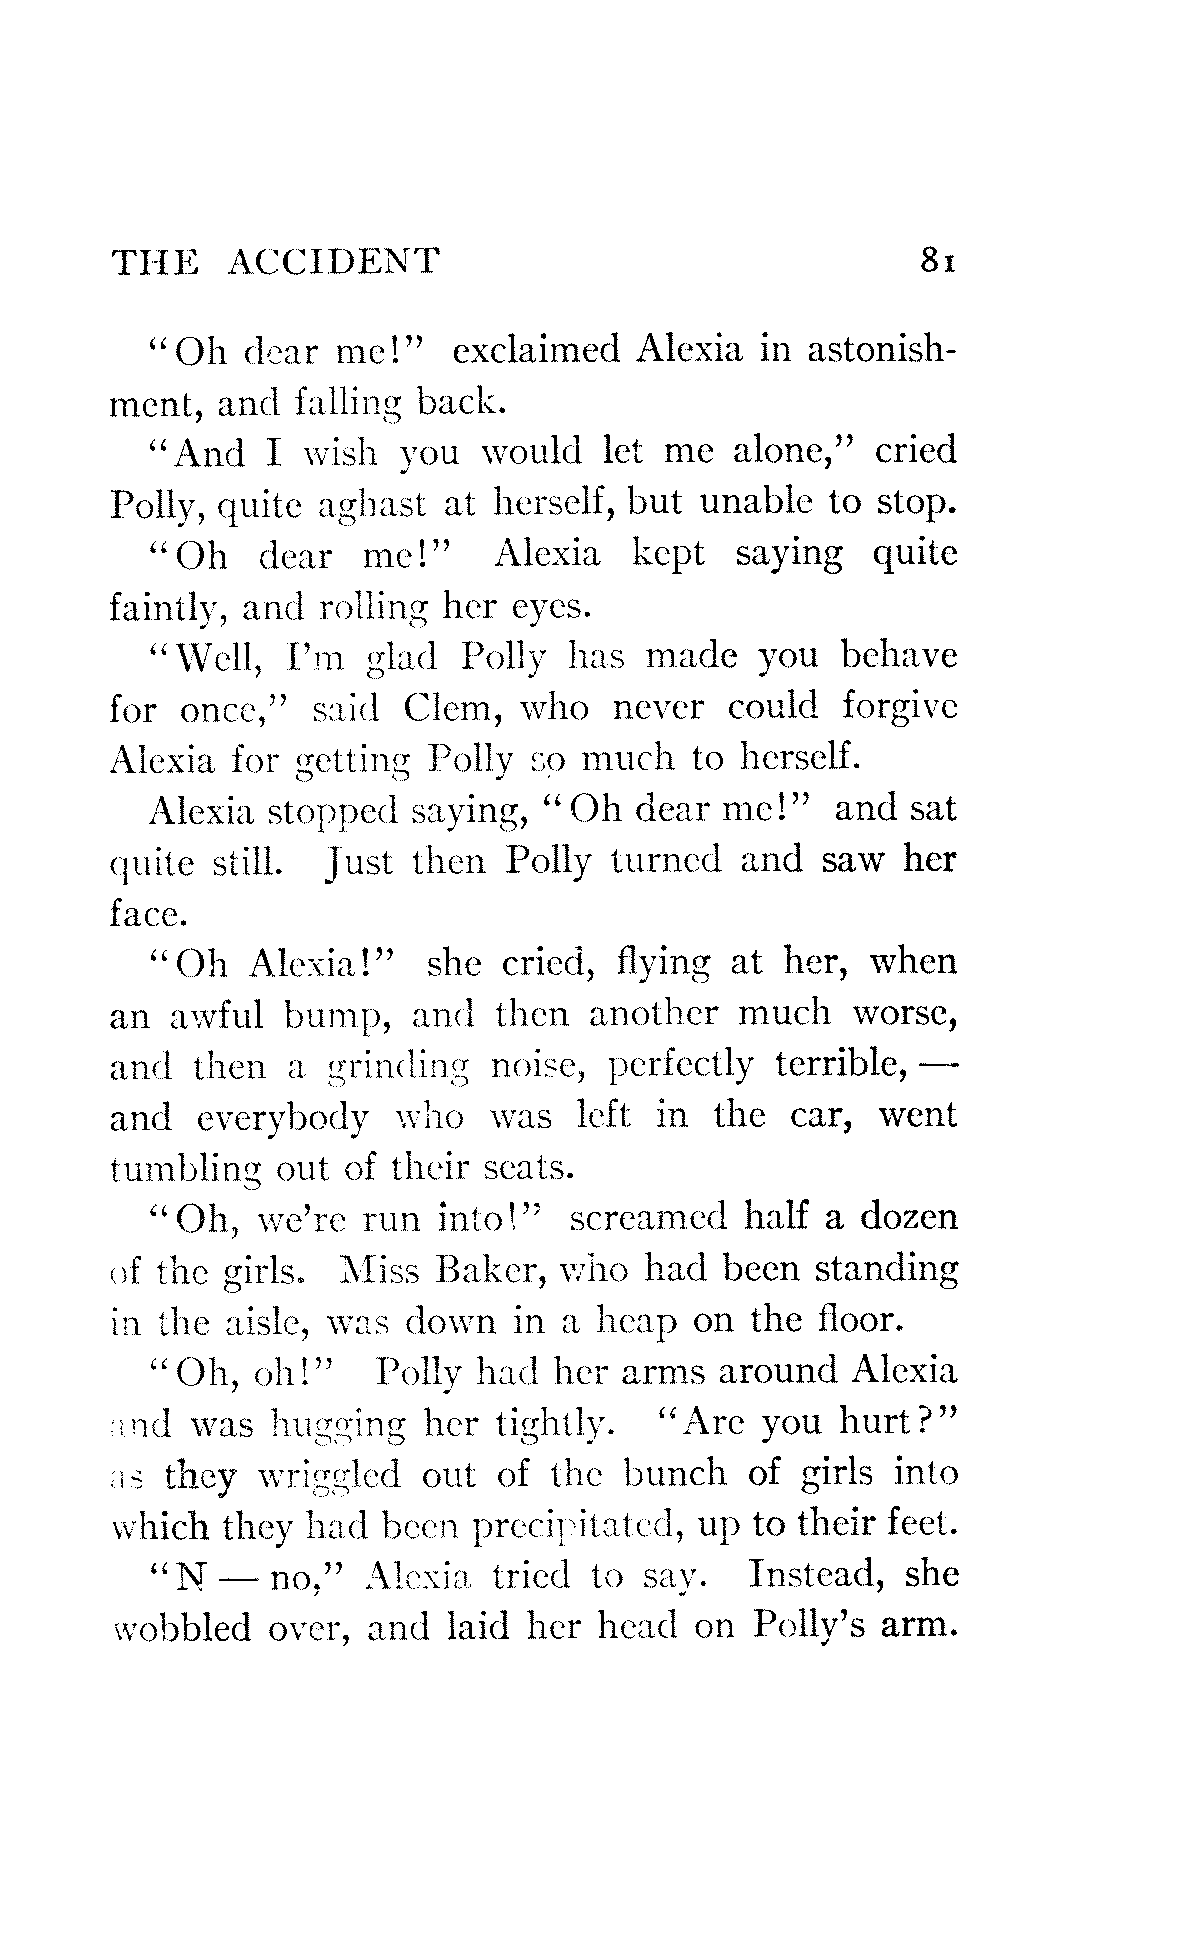 THE ACCIDENT 81
"Oh dear me!" exclaimed Alexia in astonish-
ment, and falling back.
"And I wish you would let me alone," cried
Polly, quite aghast at herself, but unable to stop.
"Oh dear me!" Alexia kept saying quite
faintly, and rolling her eyes.
"Well, I'm glad Polly has made you behave
for once," said Clem, who never could forgive
Alexia for getting Polly so much to herself.
Alexia stopped saying, "Oh dear me!" and sat
quite still. Just then Polly turned and saw her
face.
"Oh Alexia!" she cried, flying at her, when
an awful bump, and then another much worse,
and then a grinding noise, perfectly terrible, —
and everybody who was left in the car, went
tumbling out of their seats.
"Oh, we're run into!" screamed half a dozen
of the girls. Miss Baker, who had been standing
in the aisle, was down in a heap on the floor.
"Oh, oh!" Polly had her arms around Alexia
and was hugging her tightly. "Are you hurt?"
as they wriggled out of the bunch of girls into
which they had been precipitated, up to their feet.
"N — no," Alexia tried to say. Instead, she
wobbled over, and laid her head on Polly's arm.